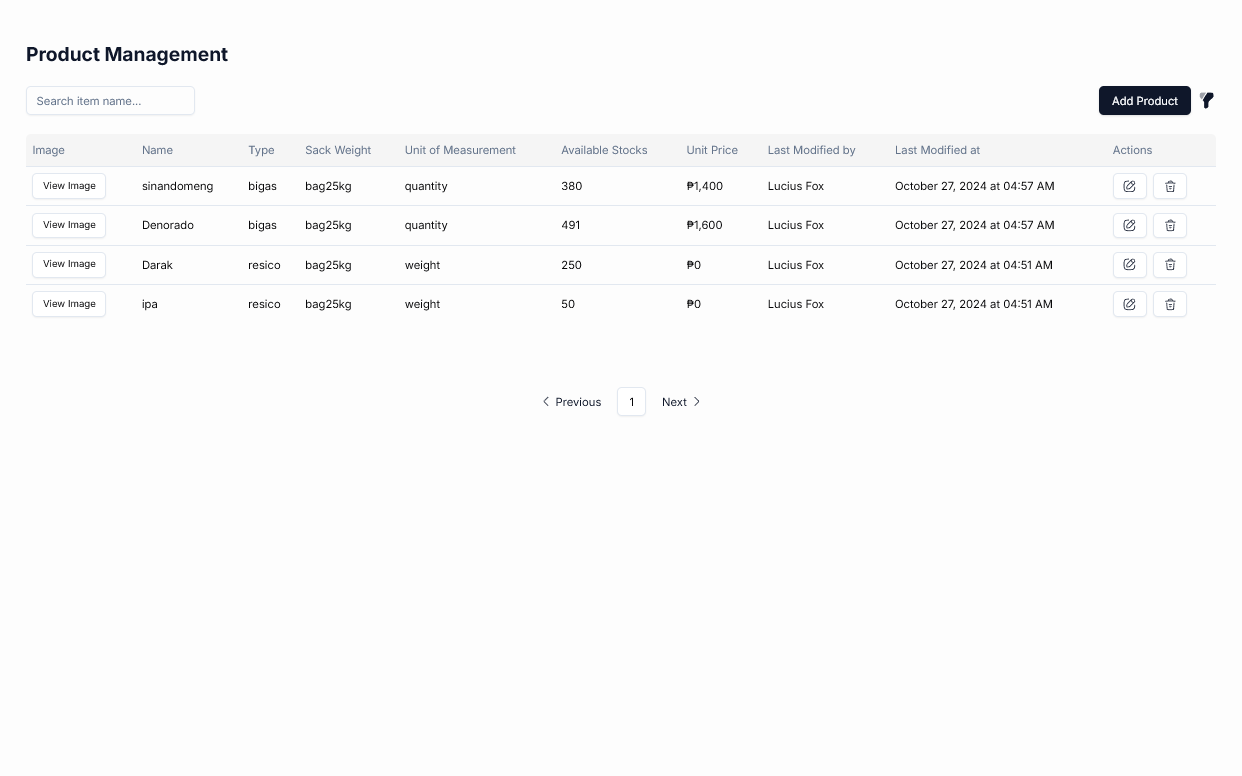 Product Management
Search item name...
Add Product
Image Name Type Sack Weight Unit of Measurement Available Stocks Unit Price Last Modified by Last Modified at Actions
View Image sinandomeng bigas bag25kg quantity 380 ₱1,400 Lucius Fox October 27, 2024 at 04:57 AM
View Image Denorado bigas bag25kg quantity 491 ₱1,600 Lucius Fox October 27, 2024 at 04:57 AM
View Image Darak resico bag25kg weight 250 ₱0 Lucius Fox October 27, 2024 at 04:51 AM
View Image ipa resico bag25kg weight 50 ₱0 Lucius Fox October 27, 2024 at 04:51 AM
Previous 1 Next